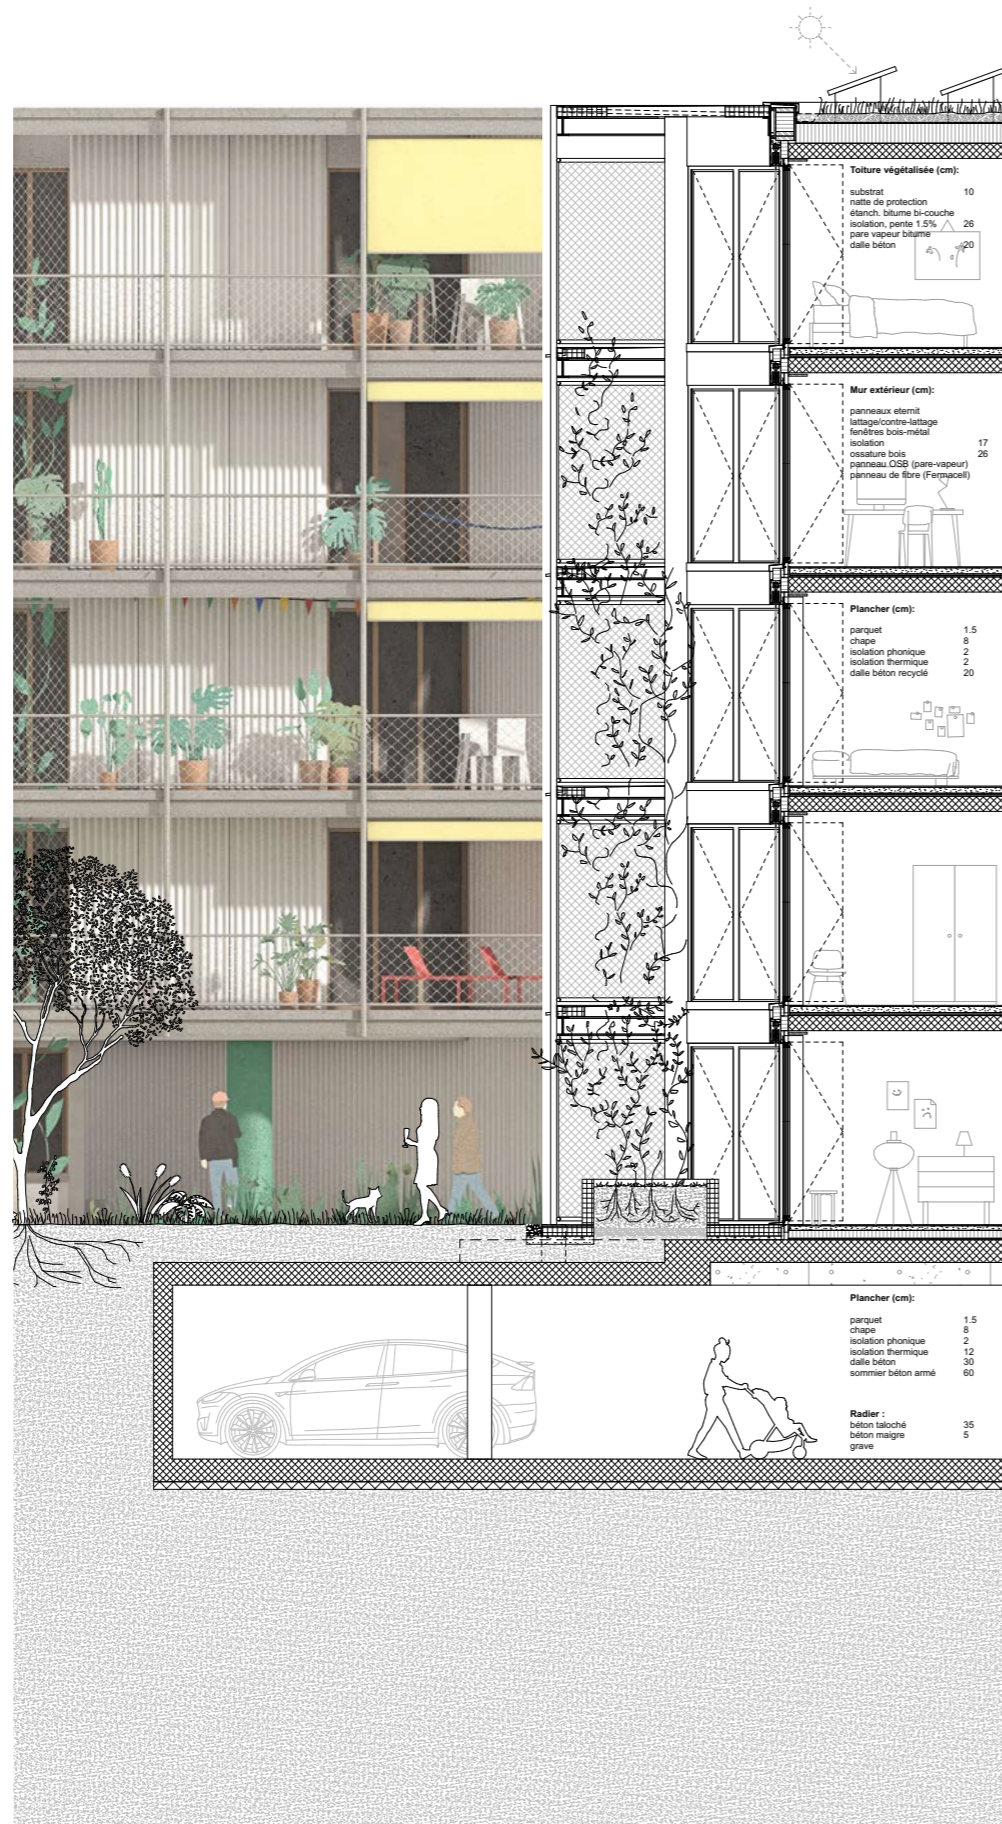 Toiture végétalisée (cm):
substrat 10
natte de protection
étanch. bitume bi-couche
isolation, pente 1.5% 26
pare vapeur bitume
dalle béton 20
Mur extérieur (cm):
panneaux eternit
lattage/contre-lattage
fenêtres bois-métal
isolation 17
ossature bois 26
panneau OSB (pare-vapeur)
panneau de fibre (Fermacell)
Plancher (cm):
parquet 1.5
chape 8
isolation phonique 2
isolation thermique 2
dalle béton recyclé 20
Plancher (cm):
parquet 1.5
chape 8
isolation phonique 2
isolation thermique 12
dalle béton 30
sommier béton armé 60
Radier :
béton taloché 35
béton maigre 5
grave